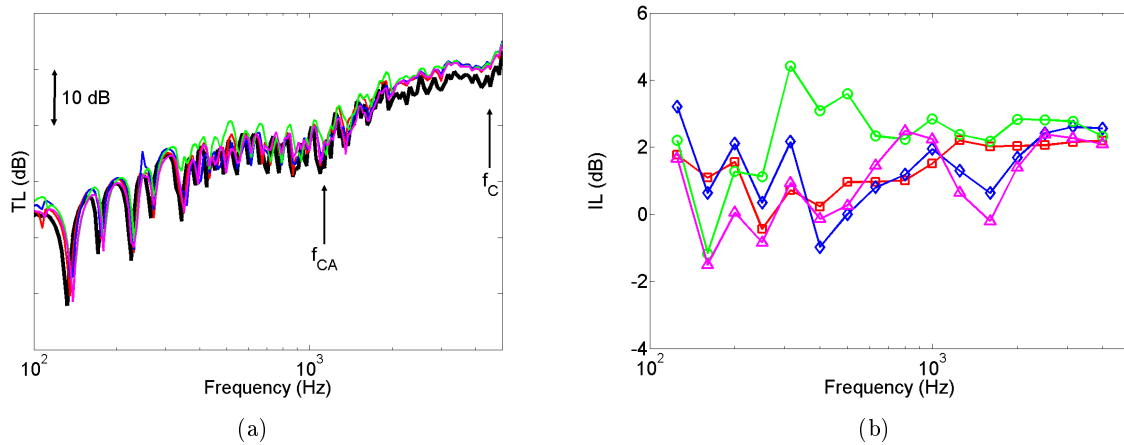 TL (dB)
10 dB
f_CA
f_C
10^2
10^3
Frequency (Hz)
(a)
IL (dB)
6
4
2
0
-2
-4
10^2
10^3
Frequency (Hz)
(b)